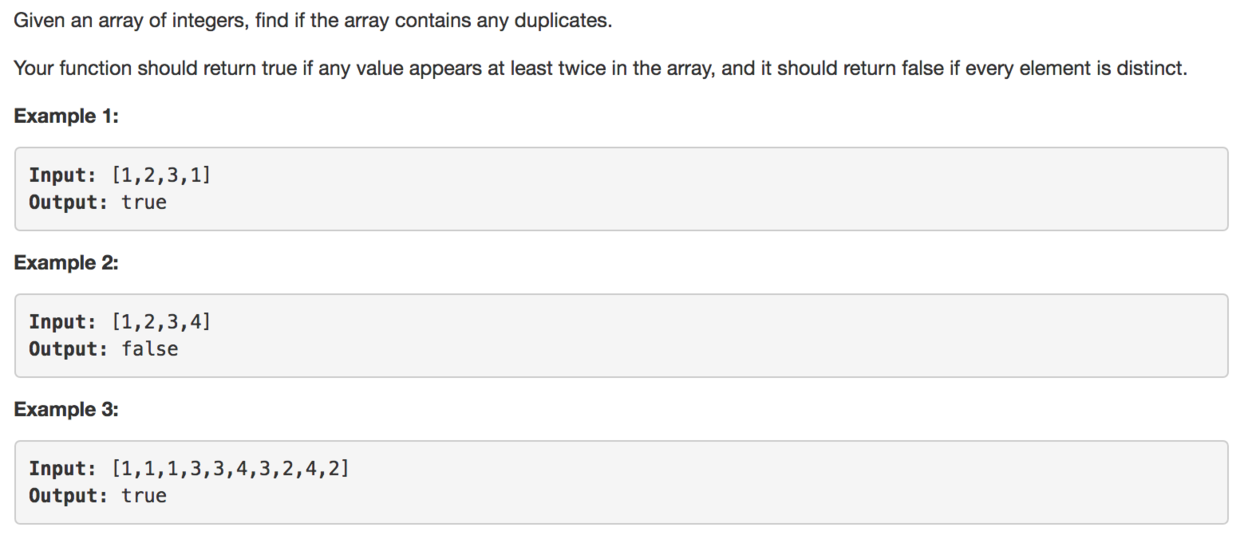 Given an array of integers, find if the array contains any duplicates.
Your function should return true if any value appears at least twice in the array, and it should return false if every element is distinct.
Example 1:
Input: [1,2,3,1]
Output: true
Example 2:
Input: [1,2,3,4]
Output: false
Example 3:
Input: [1,1,1,3,3,4,3,2,4,2]
Output: true